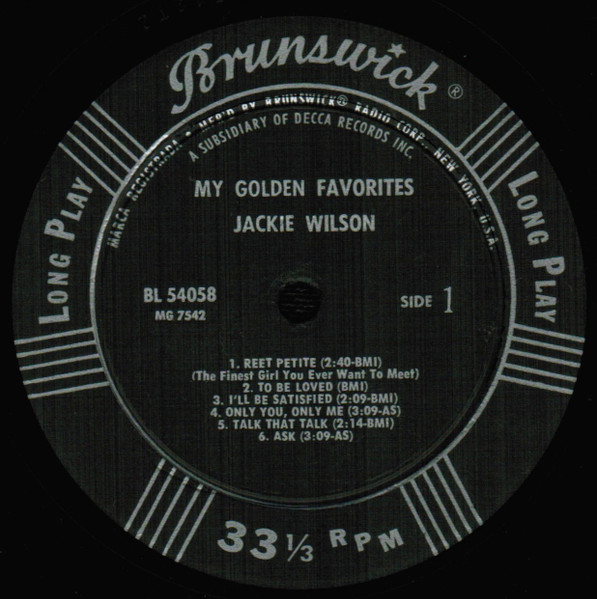 Brunswick®
MARCA REGISTRADA • MFR'D BY BRUNSWICK® RADIO CORP., NEW YORK, U.S.A.
A SUBSIDIARY OF DECCA RECORDS INC.
LONG PLAY
LONG PLAY
MY GOLDEN FAVORITES
JACKIE WILSON
BL 54058
MG 7542
SIDE 1
1. REET PETITE (2:40-BMI)
(The Finest Girl You Ever Want To Meet)
2. TO BE LOVED (BMI)
3. I'LL BE SATISFIED (2:09-BMI)
4. ONLY YOU, ONLY ME (3:09-AS)
5. TALK THAT TALK (2:14-BMI)
6. ASK (3:09-AS)
33 1/3 RPM